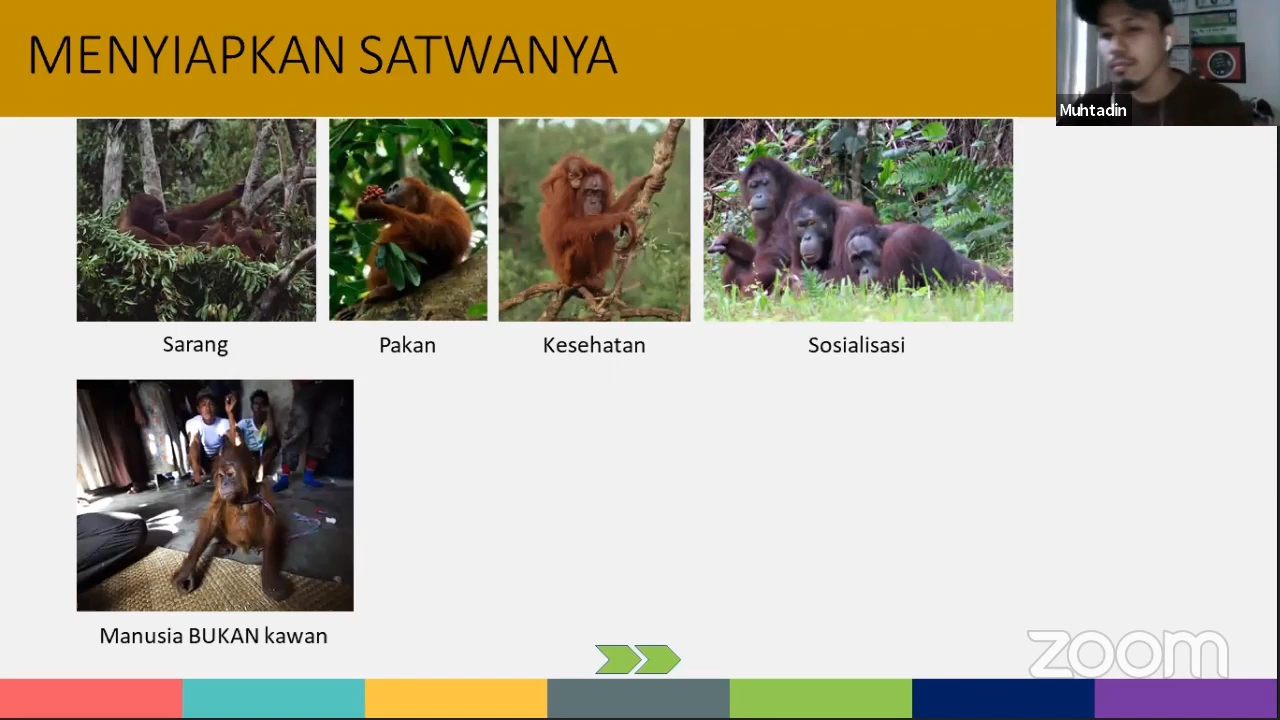 MENYIAPKAN SATWANYA
Muhtadin
Sarang
Pakan
Kesehatan
Sosialisasi
Manusia BUKAN kawan
zoom